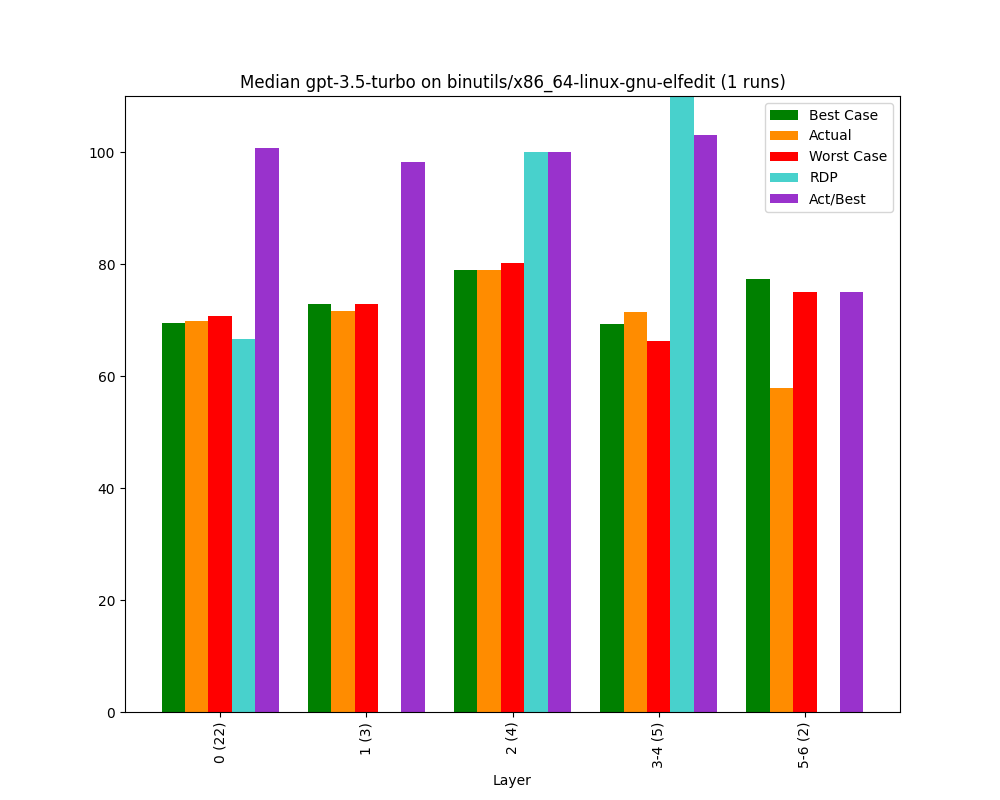 Median gpt-3.5-turbo on binutils/x86_64-linux-gnu-elfedit (1 runs)
Best Case
Actual
Worst Case
RDP
Act/Best
100
80
60
40
20
0
0 (22)
1 (3)
2 (4)
3-4 (5)
5-6 (2)
Layer